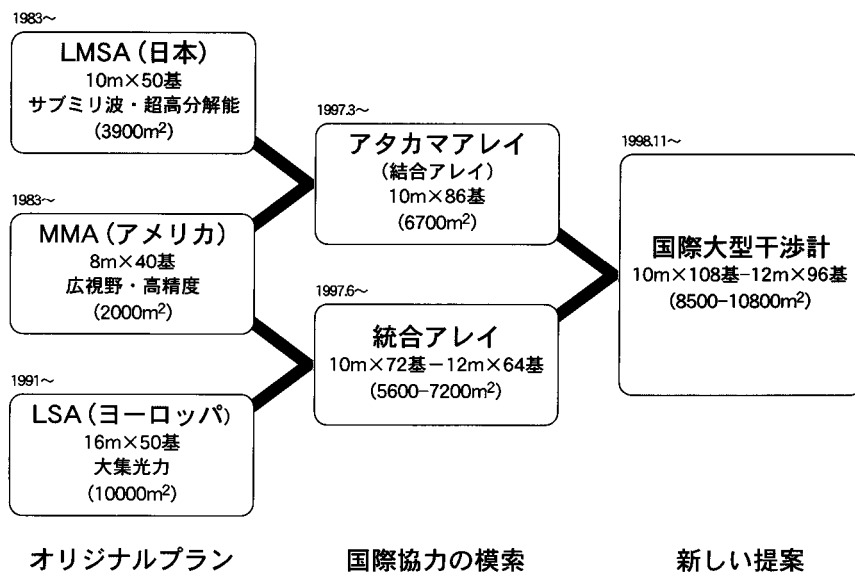 1983〜
LMSA(日本)
10m×50基
サブミリ波・超高分解能
(3900m²)
1983〜
MMA(アメリカ)
8m×40基
広視野・高精度
(2000m²)
1991〜
LSA(ヨーロッパ)
16m×50基
大集光力
(10000m²)
オリジナルプラン
1997.3〜
アタカマアレイ
(結合アレイ)
10m×86基
(6700m²)
1997.6〜
統合アレイ
10m×72基−12m×64基
(5600−7200m²)
国際協力の模索
1998.11〜
国際大型干渉計
10m×108基−12m×96基
(8500−10800m²)
新しい提案